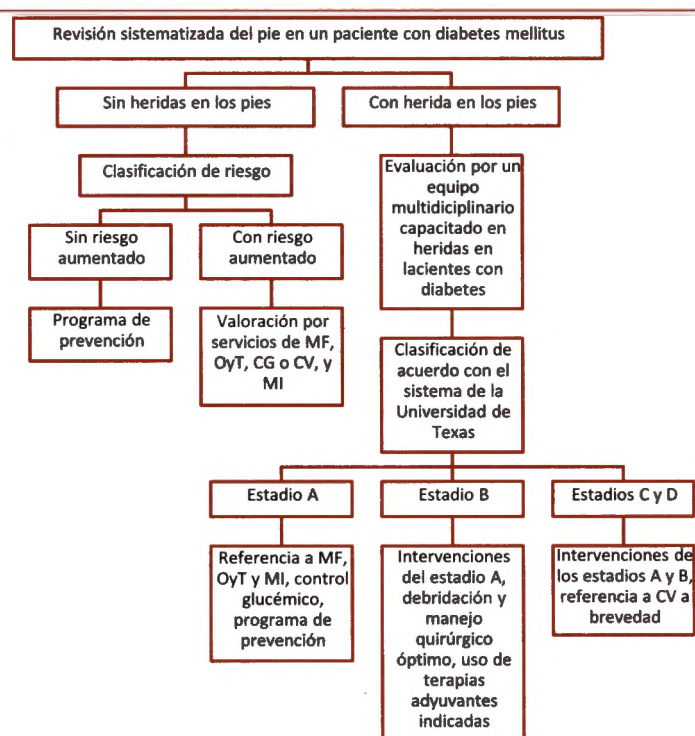 Revisión sistematizada del pie en un paciente con diabetes mellitus
Sin heridas en los pies
Con herida en los pies
Clasificación de riesgo
Evaluación por un
equipo
multidiciplinario
capacitado en
heridas en
lacientes con
diabetes
Sin riesgo
aumentado
Con riesgo
aumentado
Programa de
prevención
Valoración por
servicios de MF,
OyT, CG o CV, y
MI
Clasificación de
acuerdo con el
sistema de la
Universidad de
Texas
Estadio A
Estadio B
Estadios C y D
Referencia a MF,
OyT y MI, control
glucémico,
programa de
prevención
Intervenciones
del estadio A,
debridación y
manejo
quirúrgico
óptimo, uso de
terapias
adyuvantes
indicadas
Intervenciones de
los estadios A y B,
referencia a CV a
brevedad